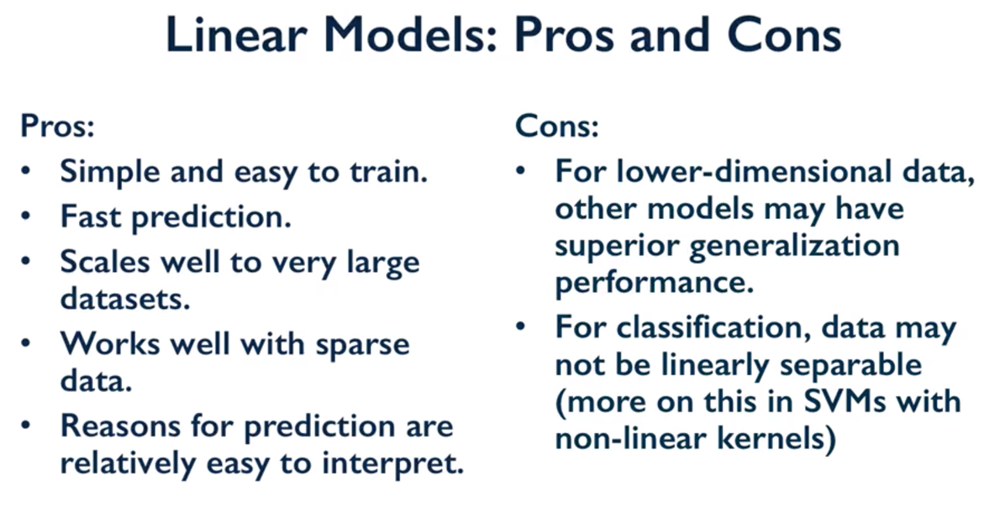 Linear Models: Pros and Cons
Pros:
• Simple and easy to train.
• Fast prediction.
• Scales well to very large
datasets.
• Works well with sparse
data.
• Reasons for prediction are
relatively easy to interpret.
Cons:
• For lower-dimensional data,
other models may have
superior generalization
performance.
• For classification, data may
not be linearly separable
(more on this in SVMs with
non-linear kernels)